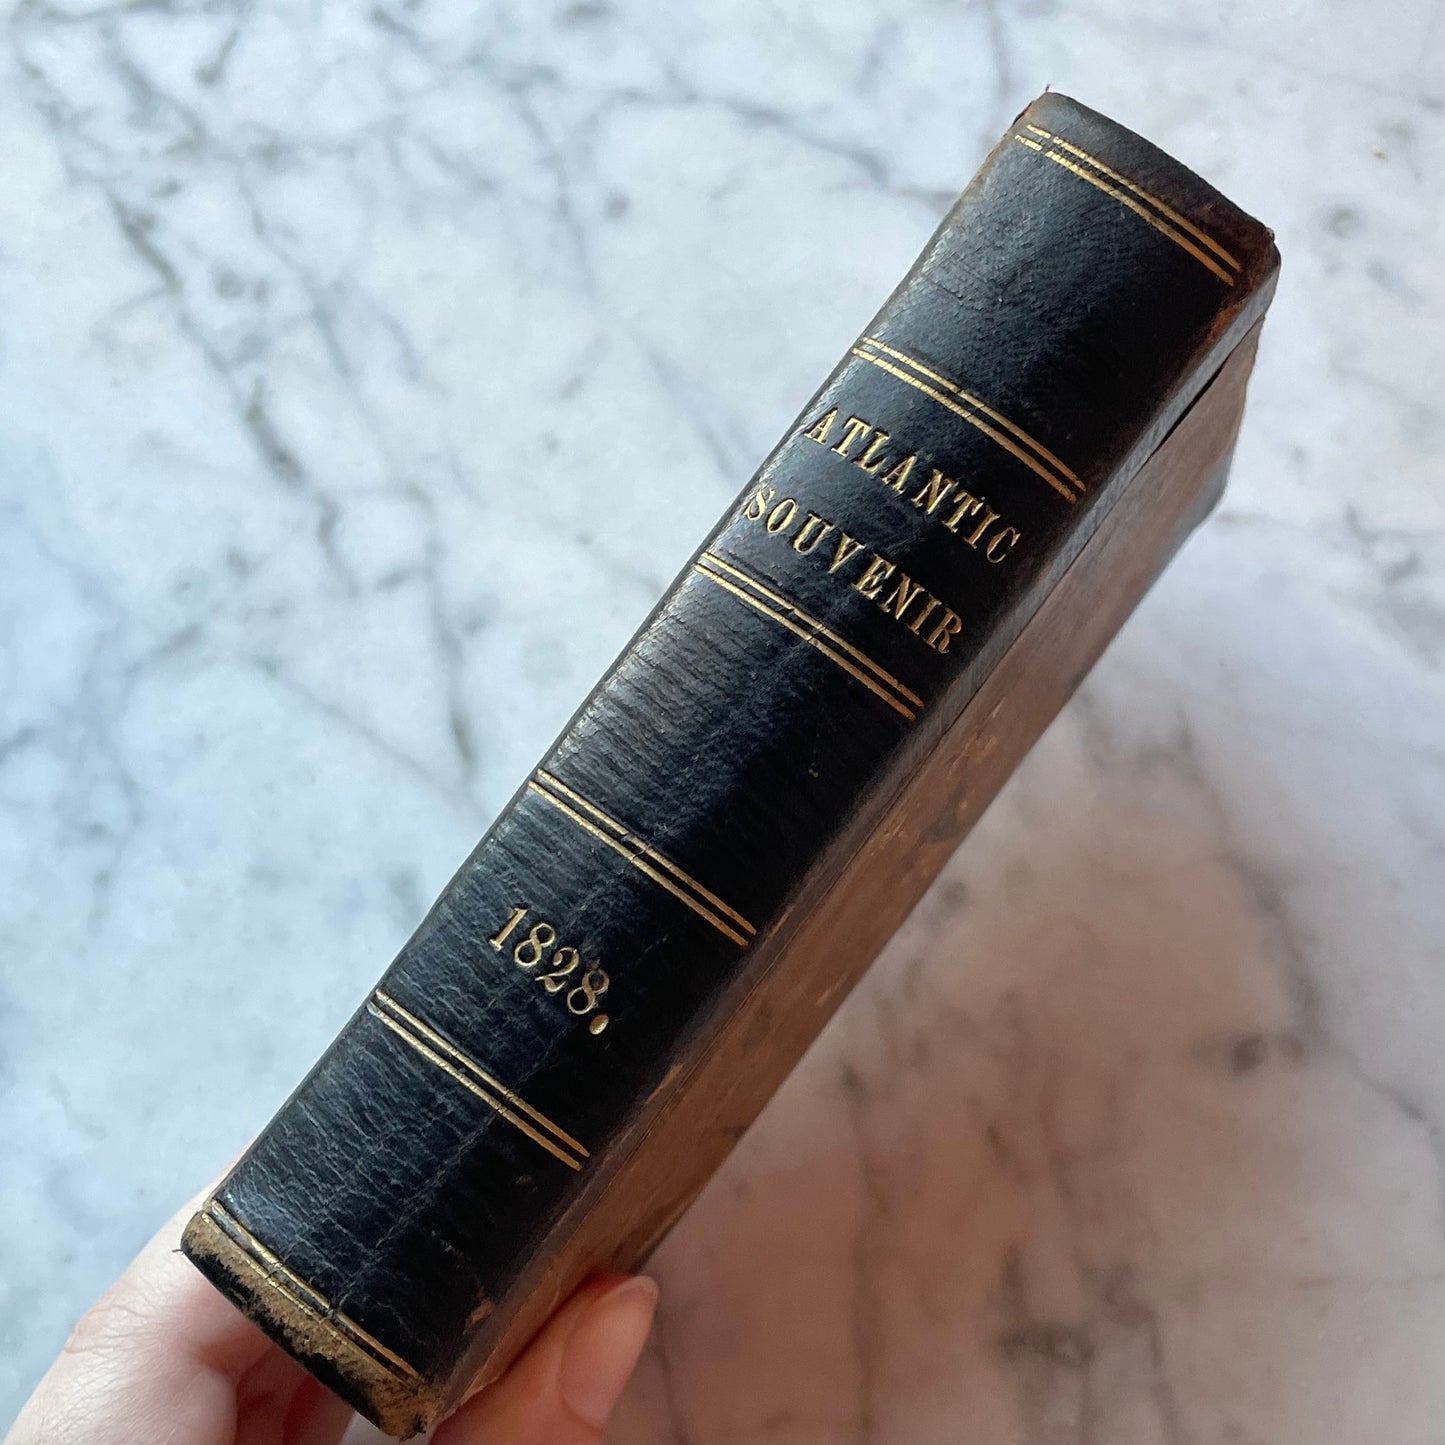 ATLANTIC
SOUVENIR
1828.